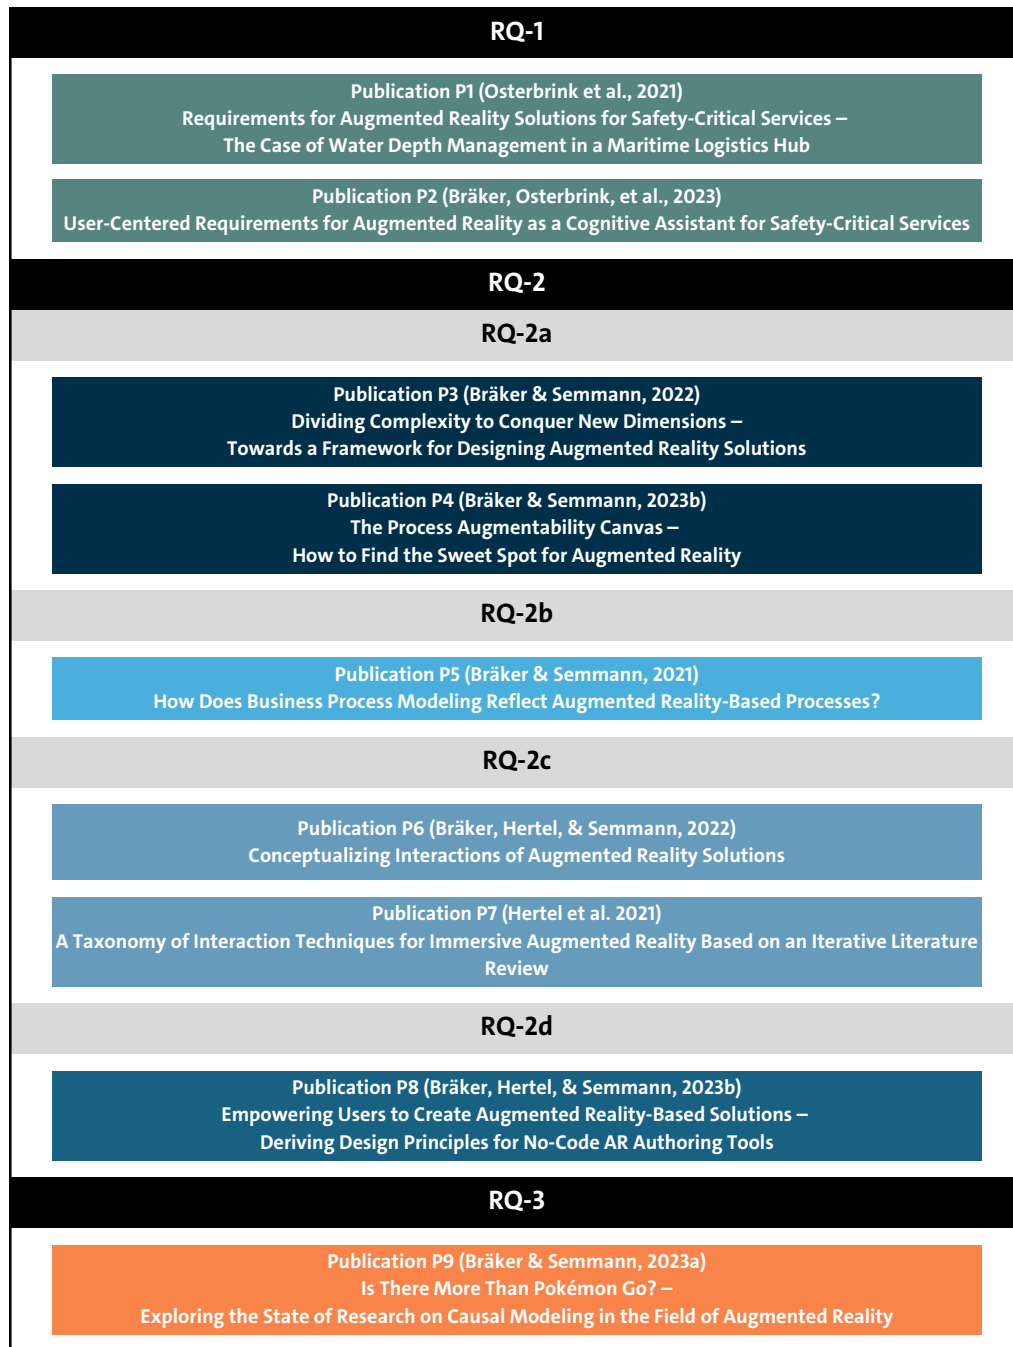 RQ-1
Publication P1 (Osterbrink et al., 2021)
Requirements for Augmented Reality Solutions for Safety-Critical Services –
The Case of Water Depth Management in a Maritime Logistics Hub
Publication P2 (Bräker, Osterbrink, et al., 2023)
User-Centered Requirements for Augmented Reality as a Cognitive Assistant for Safety-Critical Services
RQ-2
RQ-2a
Publication P3 (Bräker & Semmann, 2022)
Dividing Complexity to Conquer New Dimensions –
Towards a Framework for Designing Augmented Reality Solutions
Publication P4 (Bräker & Semmann, 2023b)
The Process Augmentability Canvas –
How to Find the Sweet Spot for Augmented Reality
RQ-2b
Publication P5 (Bräker & Semmann, 2021)
How Does Business Process Modeling Reflect Augmented Reality-Based Processes?
RQ-2c
Publication P6 (Bräker, Hertel, & Semmann, 2022)
Conceptualizing Interactions of Augmented Reality Solutions
Publication P7 (Hertel et al. 2021)
A Taxonomy of Interaction Techniques for Immersive Augmented Reality Based on an Iterative Literature
Review
RQ-2d
Publication P8 (Bräker, Hertel, & Semmann, 2023b)
Empowering Users to Create Augmented Reality-Based Solutions –
Deriving Design Principles for No-Code AR Authoring Tools
RQ-3
Publication P9 (Bräker & Semmann, 2023a)
Is There More Than Pokémon Go? –
Exploring the State of Research on Causal Modeling in the Field of Augmented Reality